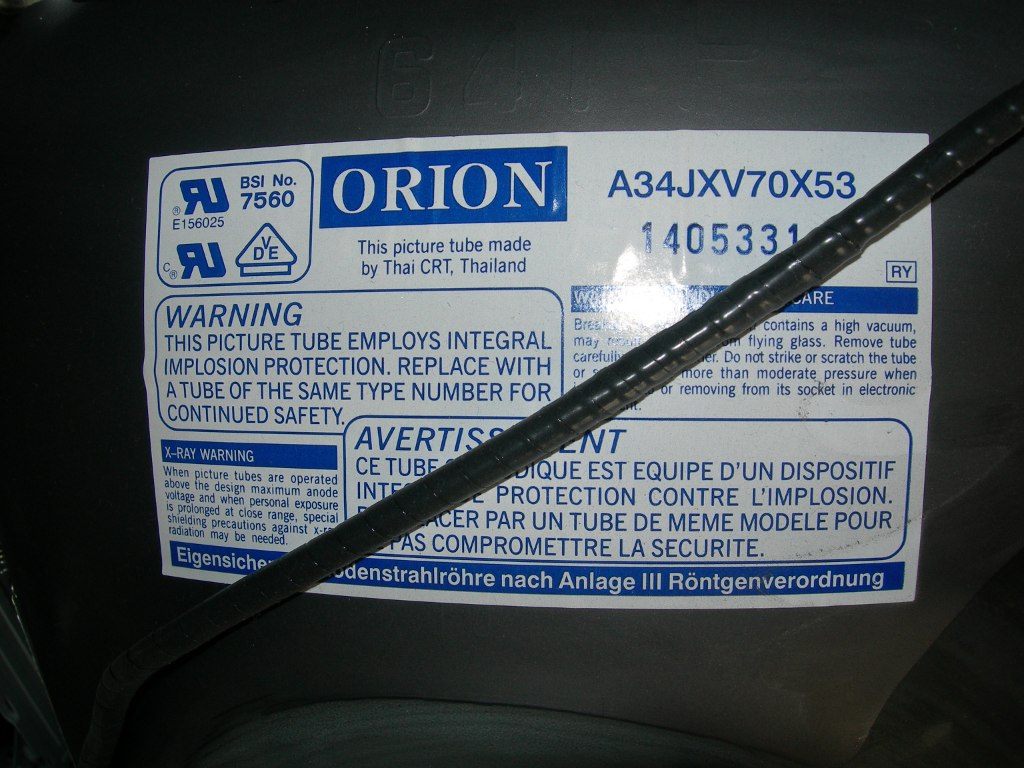 64
BSI No.
7560
E156025
VDE
ORION
This picture tube made
by Thai CRT, Thailand
A34JXV70X53
1405331
RY
WARNING
THIS PICTURE TUBE EMPLOYS INTEGRAL
IMPLOSION PROTECTION. REPLACE WITH
A TUBE OF THE SAME TYPE NUMBER FOR
CONTINUED SAFETY.
CARE
contains a high vacuum,
may flying glass. Remove tube
Do not strike or scratch the tube
or more than moderate pressure when
or removing from its socket in electronic
X-RAY WARNING
When picture tubes are operated
above the design maximum anode
voltage and when personal exposure
is prolonged at close range, special
shielding precautions against
radiation may be needed.
CE TUBE EST EQUIPE D'UN DISPOSITIF
PROTECTION CONTRE L'IMPLOSION.
PAR UN TUBE DE MEME MODELE POUR
PAS COMPROMETTRE LA SECURITE.
nach Anlage III Röntgenverordnung